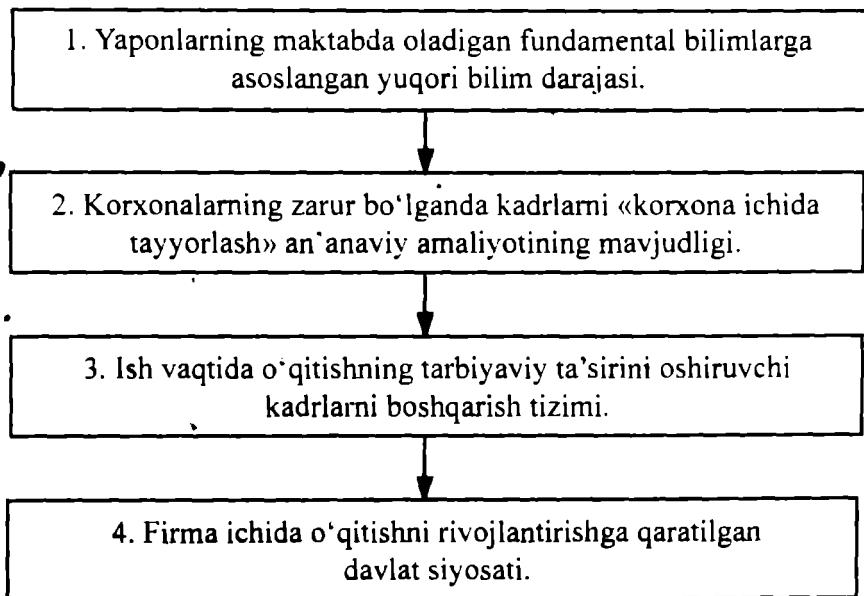 1. Yaponlarning maktabda oladigan fundamental bilimlarga
asoslangan yuqori bilim darajasi.
2. Korxonalarning zarur bo‘lganda kadrlarni «korxona ichida
tayyorlash» an’anaviy amaliyotining mavjudligi.
3. Ish vaqtida o‘qitishning tarbiyaviy ta’sirini oshiruvchi
kadrlarni boshqarish tizimi.
4. Firma ichida o‘qitishni rivojlantirishga qaratilgan
davlat siyosati.